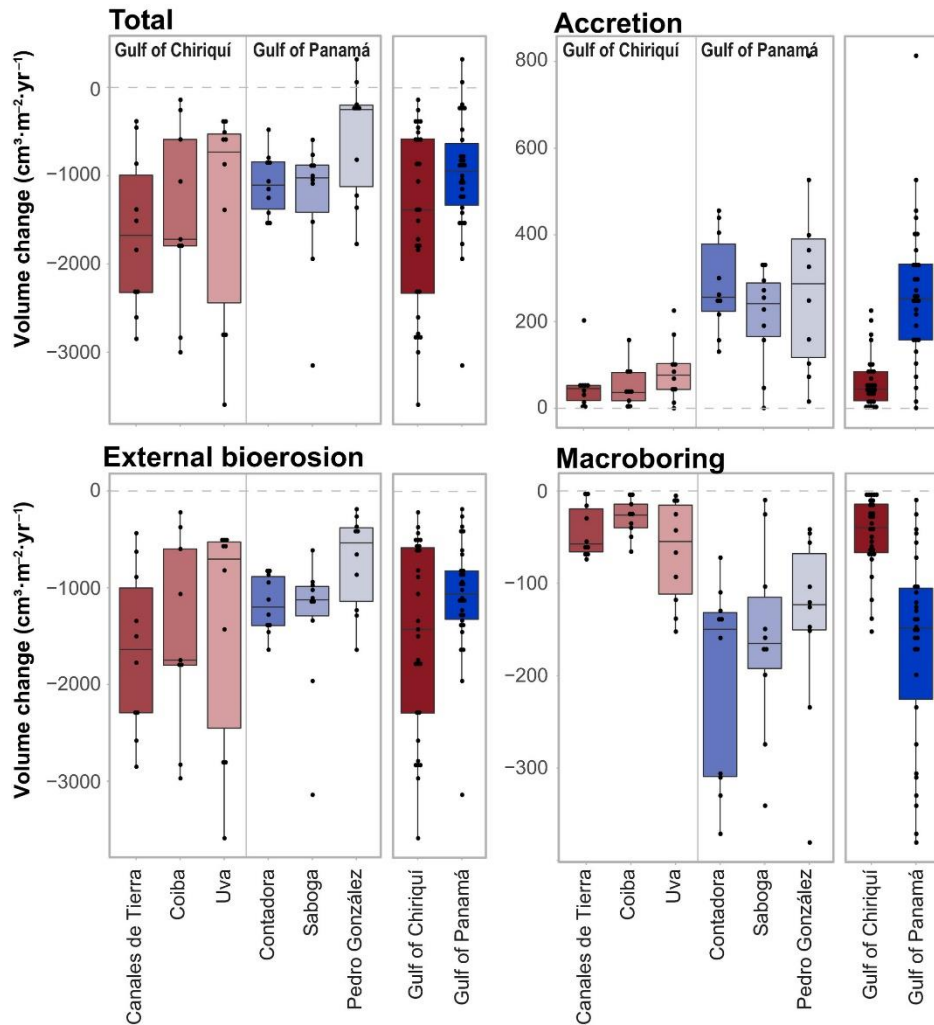 Total
Gulf of Chiriquí Gulf of Panamá
Volume change (cm³·m⁻²·yr⁻¹)
0
−1000
−2000
−3000
Accretion
Gulf of Chiriquí Gulf of Panamá
800
600
400
200
0
External bioerosion
Volume change (cm³·m⁻²·yr⁻¹)
0
−1000
−2000
−3000
Macroboring
0
−100
−200
−300
Canales de Tierra
Coiba
Uva
Contadora
Saboga
Pedro González
Gulf of Chiriquí
Gulf of Panamá
Canales de Tierra
Coiba
Uva
Contadora
Saboga
Pedro González
Gulf of Chiriquí
Gulf of Panamá